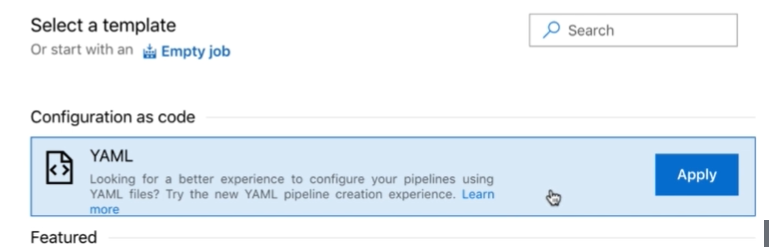 Select a template
Search
Or start with an Empty job
Configuration as code
YAML
Looking for a better experience to configure your pipelines using
YAML files? Try the new YAML pipeline creation experience. Learn
more
Apply
Featured